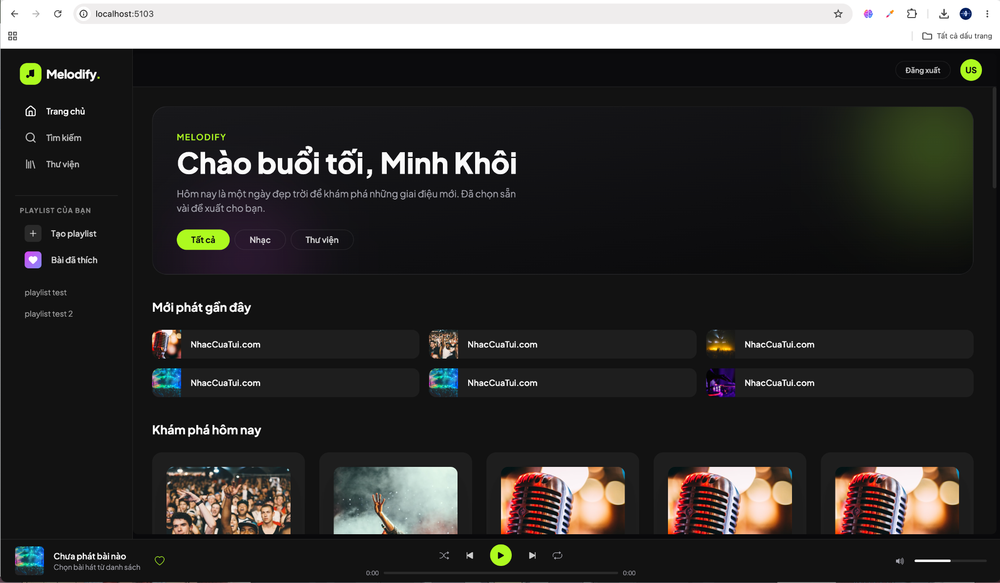 localhost:5103
Tất cả dấu trang
Melodify.
Đăng xuất
US
Trang chủ
Tìm kiếm
Thư viện
PLAYLIST CỦA BẠN
Tạo playlist
Bài đã thích
playlist test
playlist test 2
MELODIFY
Chào buổi tối, Minh Khôi
Hôm nay là một ngày đẹp trời để khám phá những giai điệu mới. Đã chọn sẵn
vài đề xuất cho bạn.
Tất cả
Nhạc
Thư viện
Mới phát gần đây
NhacCuaTui.com
NhacCuaTui.com
NhacCuaTui.com
NhacCuaTui.com
NhacCuaTui.com
NhacCuaTui.com
Khám phá hôm nay
Chưa phát bài nào
Chọn bài hát từ danh sách
0:00
0:00